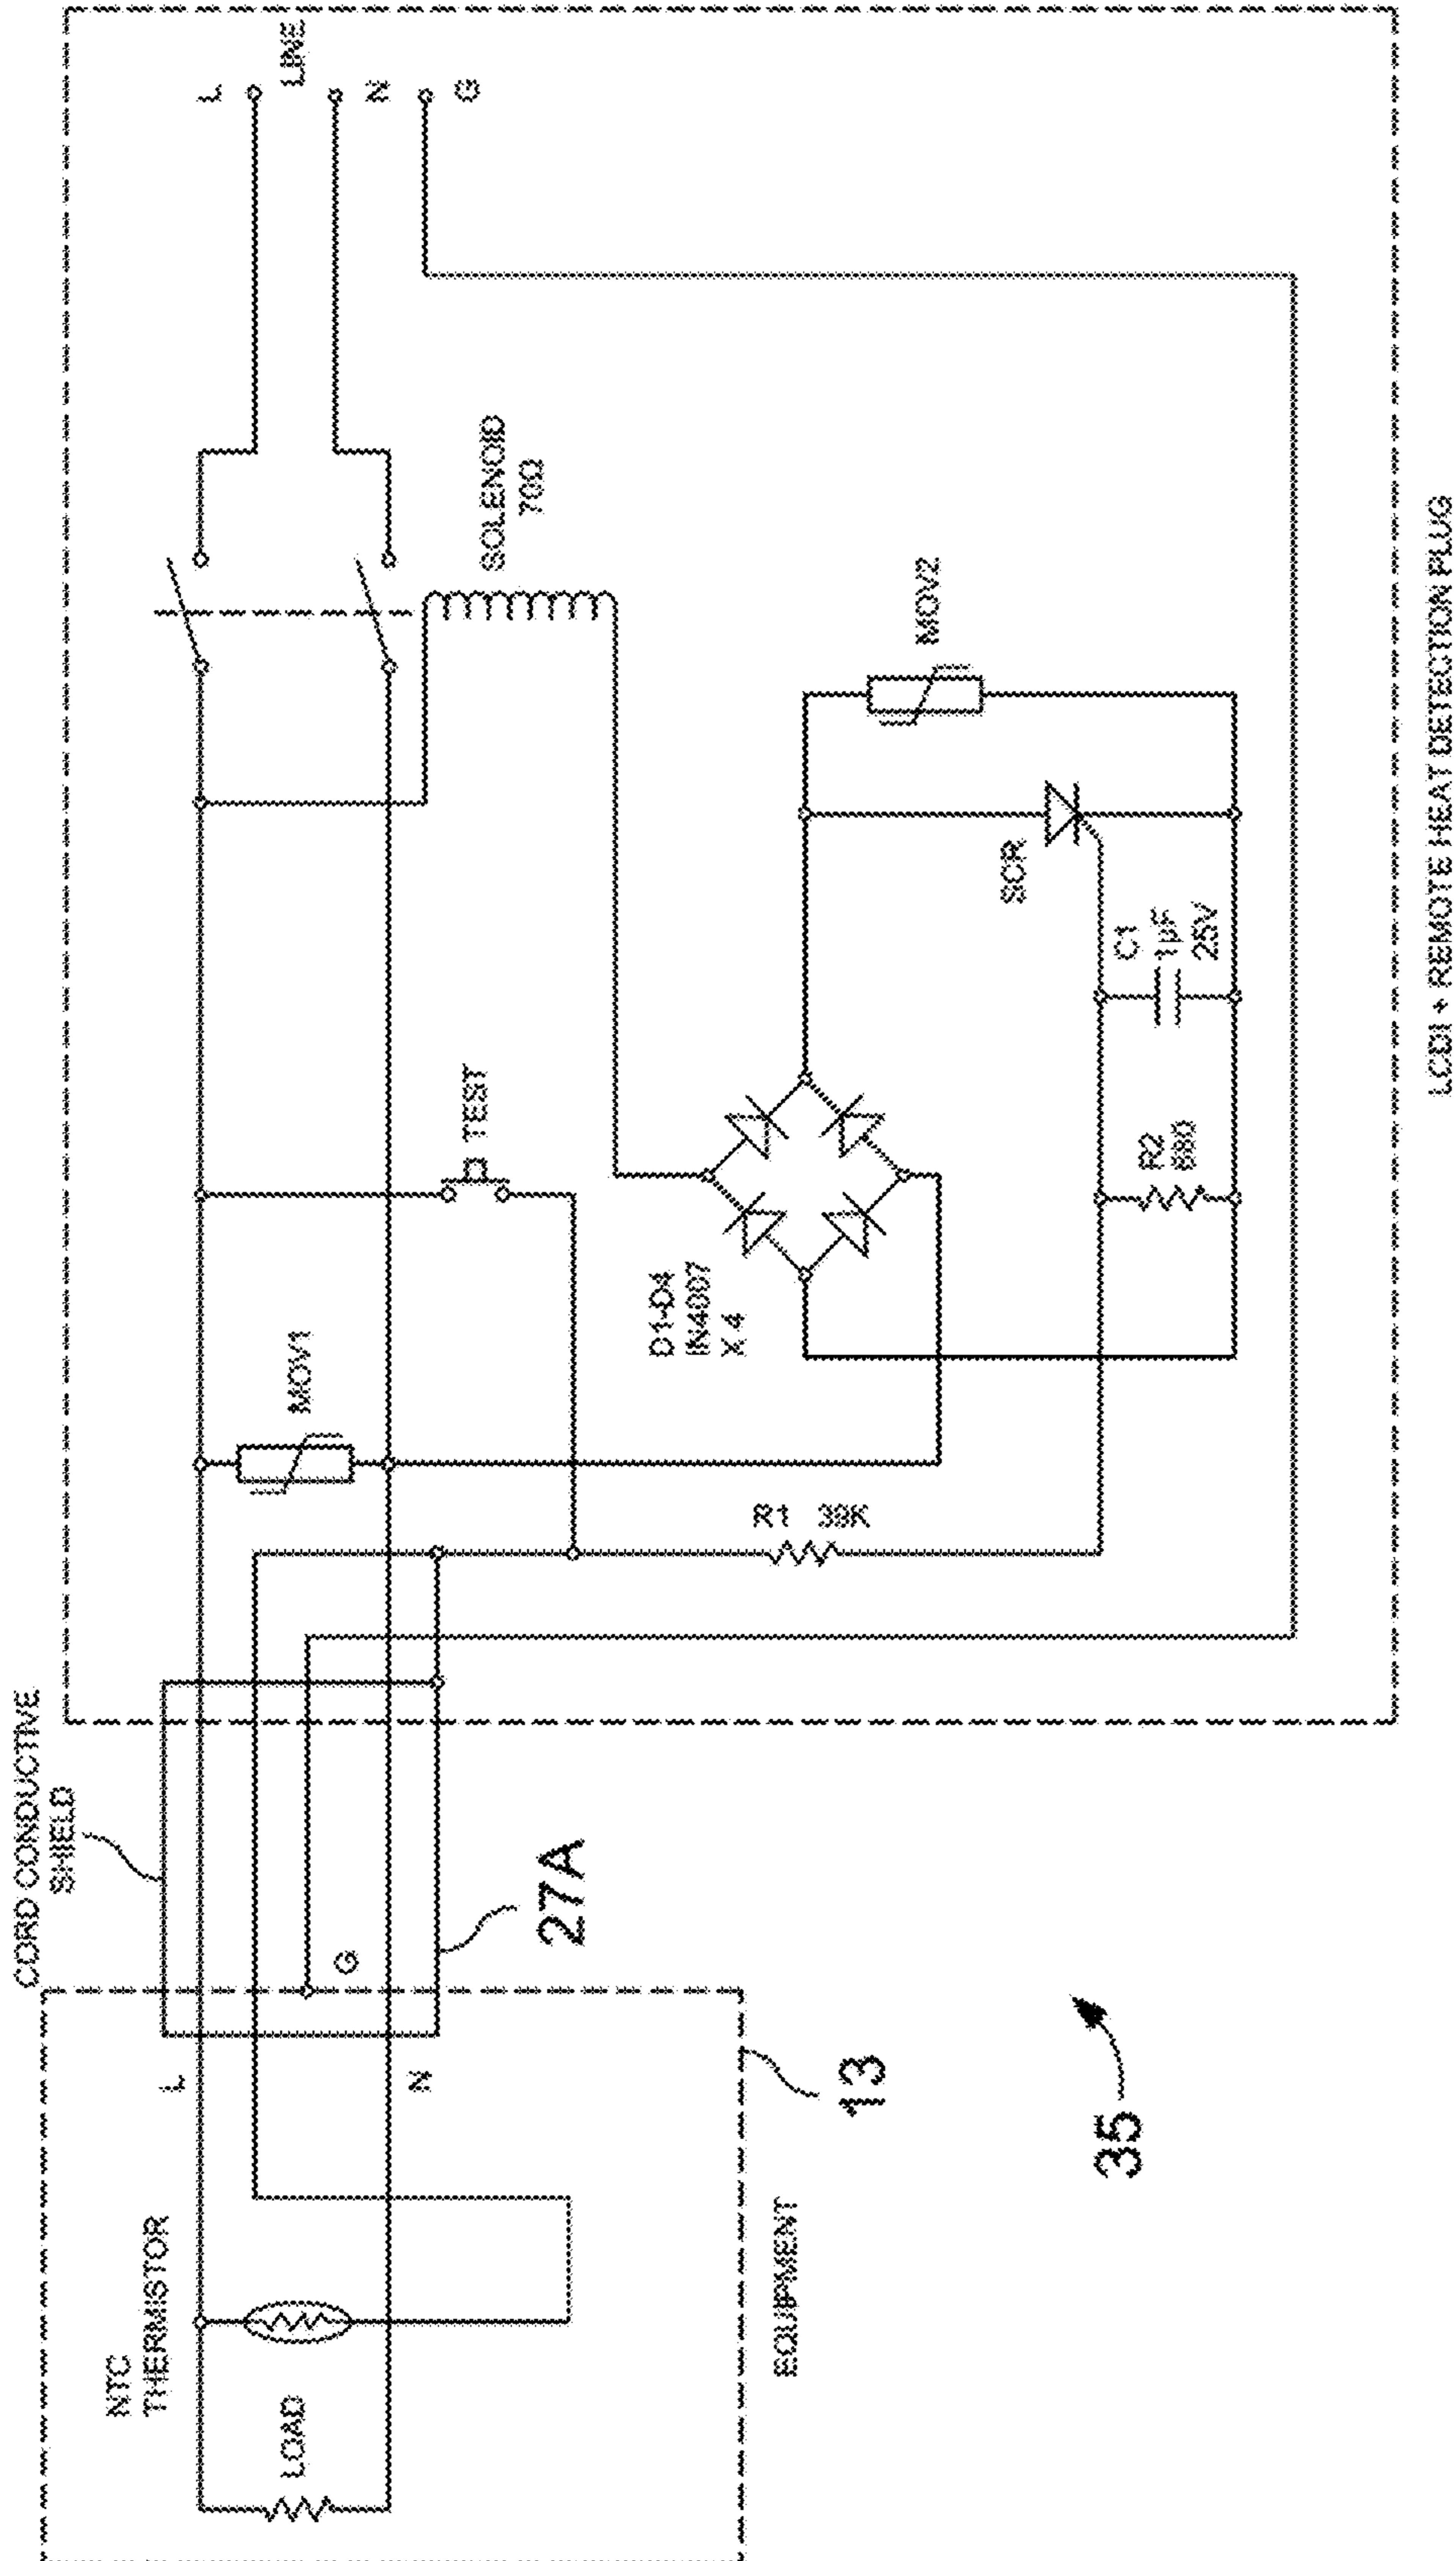 L
LINE
N
G
SOLENOID
70Ω
MOV2
SCR
C1
1µF
25V
TEST
R2
680
D1-D4
IN4007
X 4
MOV1
R1 39K
LCDI + REMOTE HEAT DETECTION PLUG
CORD CONDUCTIVE
SHIELD
27A
G
L
N
13
35
NTC
THERMISTOR
LOAD
EQUIPMENT